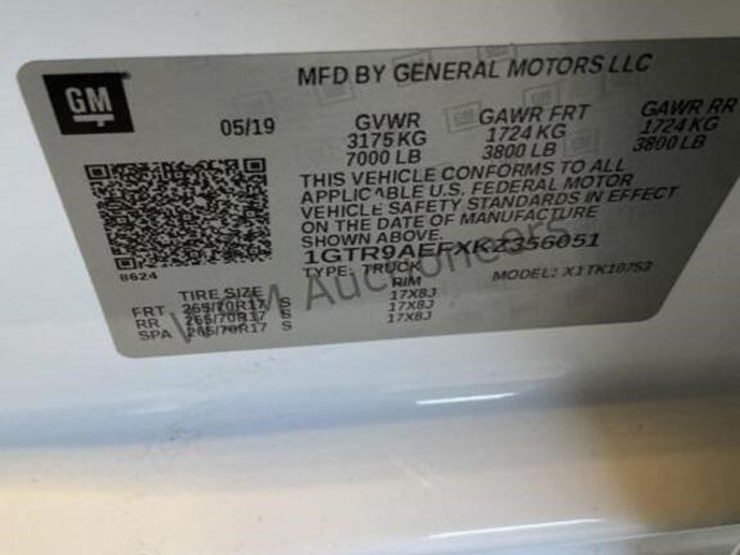 GM
MFD BY GENERAL MOTORS LLC
05/19
GVWR GAWR FRT GAWR RR
3175 KG 1724 KG 1724 KG
7000 LB 3800 LB 3800 LB
THIS VEHICLE CONFORMS TO ALL
APPLICABLE U.S. FEDERAL MOTOR
VEHICLE SAFETY STANDARDS IN EFFECT
ON THE DATE OF MANUFACTURE
SHOWN ABOVE.
1GTR9AEFXKZ356051
TYPE: TRUCK MODEL: X1TK10753
8624
TIRE SIZE RIM
FRT 265/70R17 S 17X8J
RR 265/70R17 S 17X8J
SPA 265/70R17 S 17X8J
Auctioneers